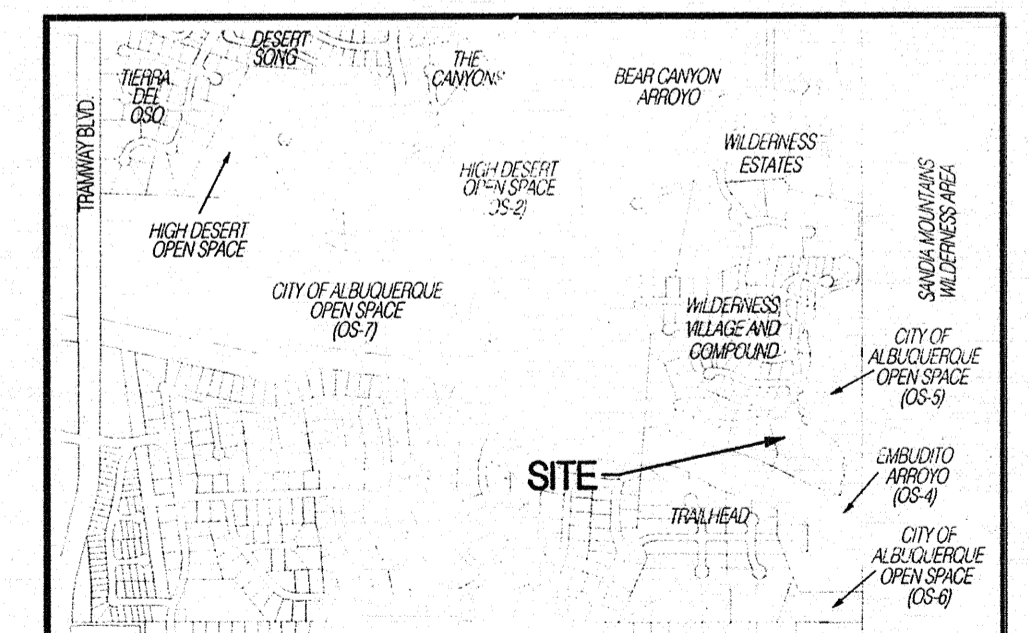 DESERT
SONG
THE
CANYONS
TIERRA
DEL
OSO
BEAR CANYON
ARROYO
TRAMWAY BLVD.
WILDERNESS
ESTATES
HIGH DESERT
OPEN SPACE
(OS-2)
SANDIA MOUNTAINS
WILDERNESS AREA
HIGH DESERT
OPEN SPACE
CITY OF ALBUQUERQUE
OPEN SPACE
(OS-7)
WILDERNESS
VILLAGE AND
COMPOUND
CITY OF
ALBUQUERQUE
OPEN SPACE
(OS-5)
SITE
EMBUDITO
ARROYO
(OS-4)
TRAILHEAD
CITY OF
ALBUQUERQUE
OPEN SPACE
(OS-6)